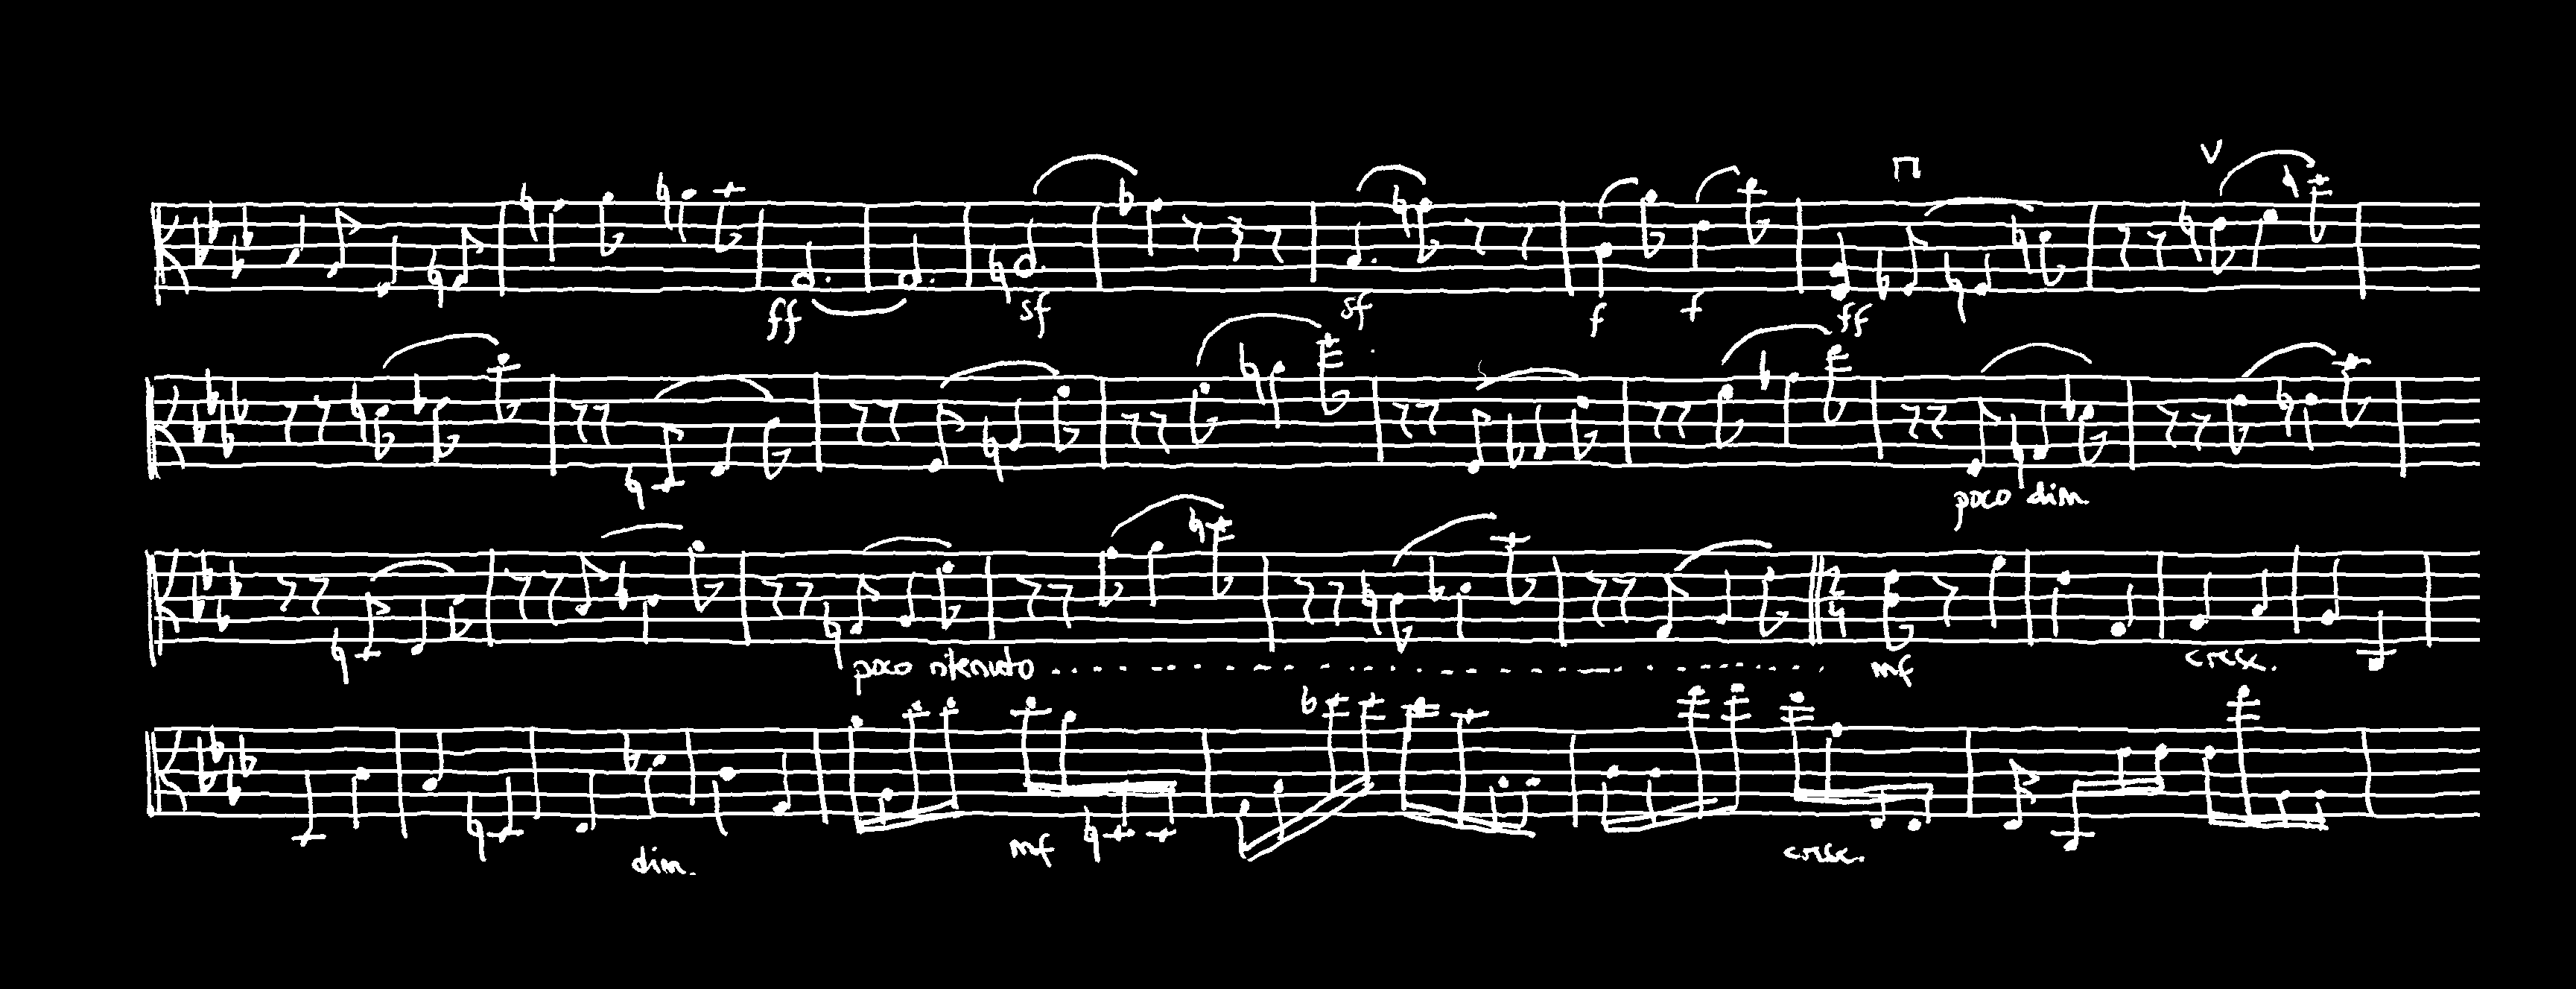 ff sf sf f f ff
poco dim.
poco ritenuto mf cresc.
dim. mf cresc.